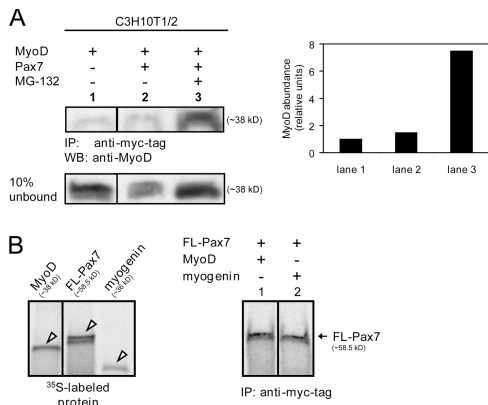 A
C3H10T1/2
MyoD + + +
Pax7 - + +
MG-132 - - +
1 2 3
(~38 kD)
IP: anti-myc-tag
WB: anti-MyoD
10% unbound
(~38 kD)
MyoD abundance (relative units)
8
6
4
2
0
lane 1 lane 2 lane 3
B
MyoD (~38 kD)
FL-Pax7 (~58.5 kD)
myogenin (~36 kD)
35S-labeled protein
FL-Pax7 + +
MyoD + -
myogenin - +
1 2
FL-Pax7 (~58.5 kD)
IP: anti-myc-tag